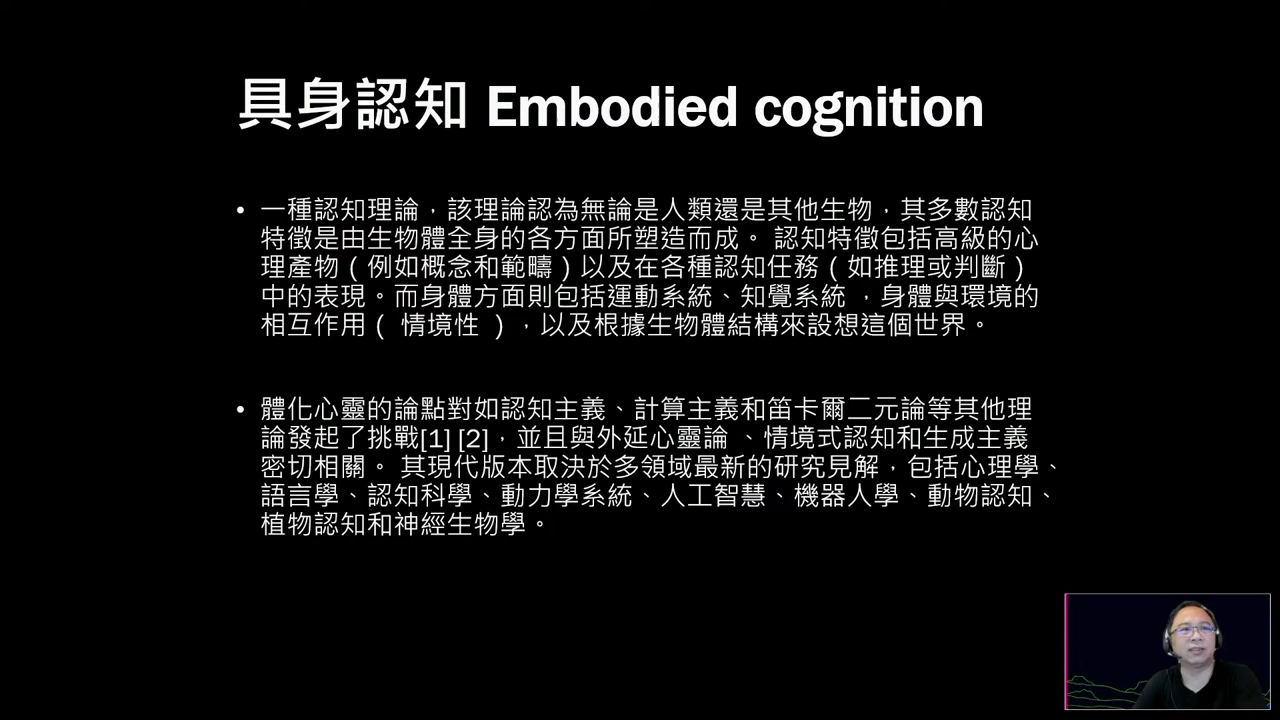 具身認知 Embodied cognition
• 一種認知理論，該理論認為無論是人類還是其他生物，其多數認知
特徵是由生物體全身的各方面所塑造而成。 認知特徵包括高級的心
理產物（例如概念和範疇）以及在各種認知任務（如推理或判斷）
中的表現。而身體方面則包括運動系統、知覺系統 ，身體與環境的
相互作用（ 情境性 ），以及根據生物體結構來設想這個世界。
• 體化心靈的論點對如認知主義、計算主義和笛卡爾二元論等其他理
論發起了挑戰[1] [2]，並且與外延心靈論 、情境式認知和生成主義
密切相關。 其現代版本取決於多領域最新的研究見解，包括心理學、
語言學、認知科學、動力學系統、人工智慧、機器人學、動物認知、
植物認知和神經生物學。